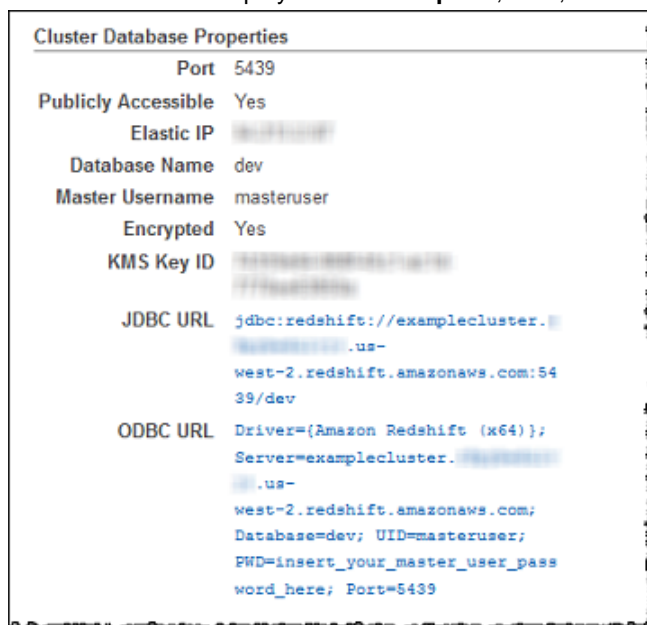 Cluster Database Properties
Port 5439
Publicly Accessible Yes
Elastic IP
Database Name dev
Master Username masteruser
Encrypted Yes
KMS Key ID
JDBC URL jdbc:redshift://examplecluster.
.us-
west-2.redshift.amazonaws.com:54
39/dev
ODBC URL Driver={Amazon Redshift (x64)};
Server=examplecluster.
.us-
west-2.redshift.amazonaws.com;
Database=dev; UID=masteruser;
PWD=insert_your_master_user_pass
word_here; Port=5439